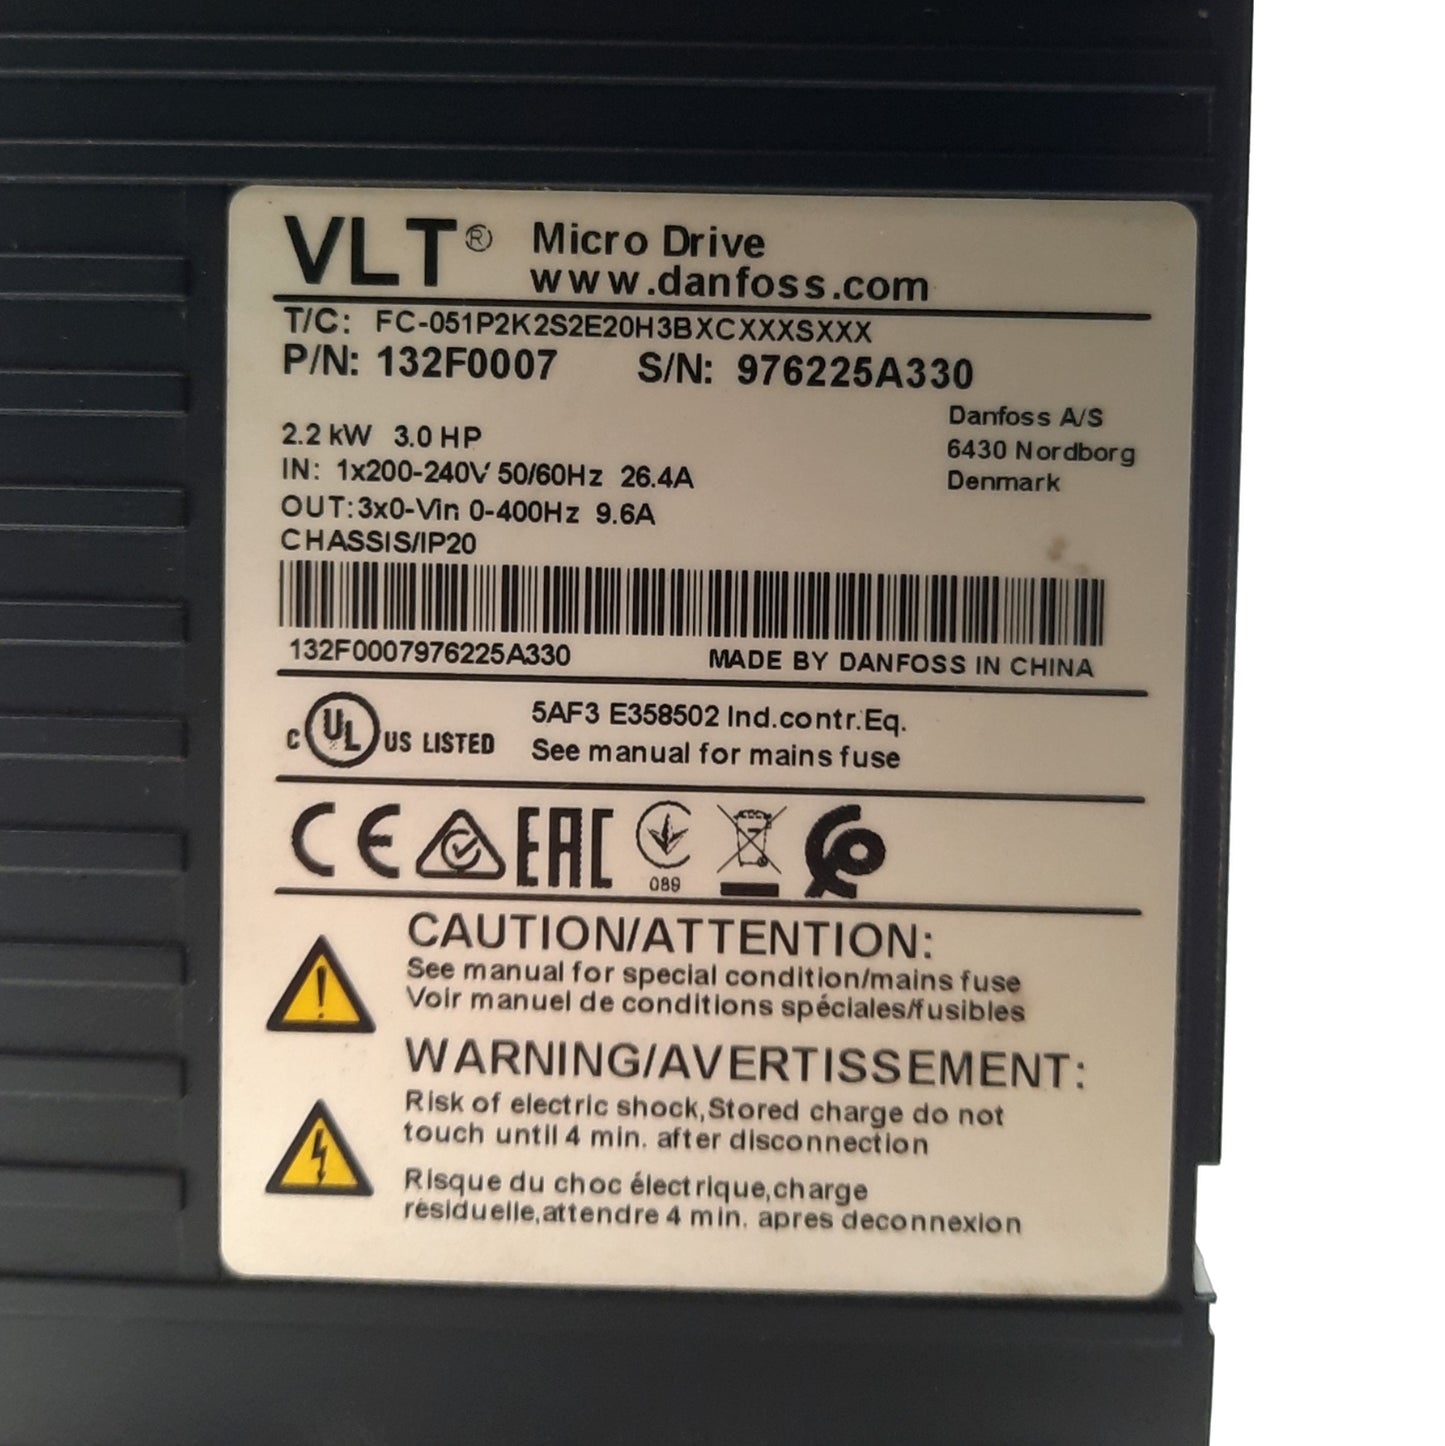 VLT® Micro Drive
www.danfoss.com
T/C: FC-051P2K2S2E20H3BXCXXXSXXX
P/N: 132F0007 S/N: 976225A330
Danfoss A/S
6430 Nordborg
Denmark
2.2 kW 3.0 HP
IN: 1x200-240V 50/60Hz 26.4A
OUT:3x0-Vin 0-400Hz 9.6A
CHASSIS/IP20
132F0007976225A330 MADE BY DANFOSS IN CHINA
C UL US LISTED
5AF3 E358502 Ind.contr.Eq.
See manual for mains fuse
CE EAC
089
CAUTION/ATTENTION:
See manual for special condition/mains fuse
Voir manuel de conditions spéciales/fusibles
WARNING/AVERTISSEMENT:
Risk of electric shock,Stored charge do not
touch until 4 min. after disconnection
Risque du choc électrique,charge
résiduelle,attendre 4 min. apres deconnexion